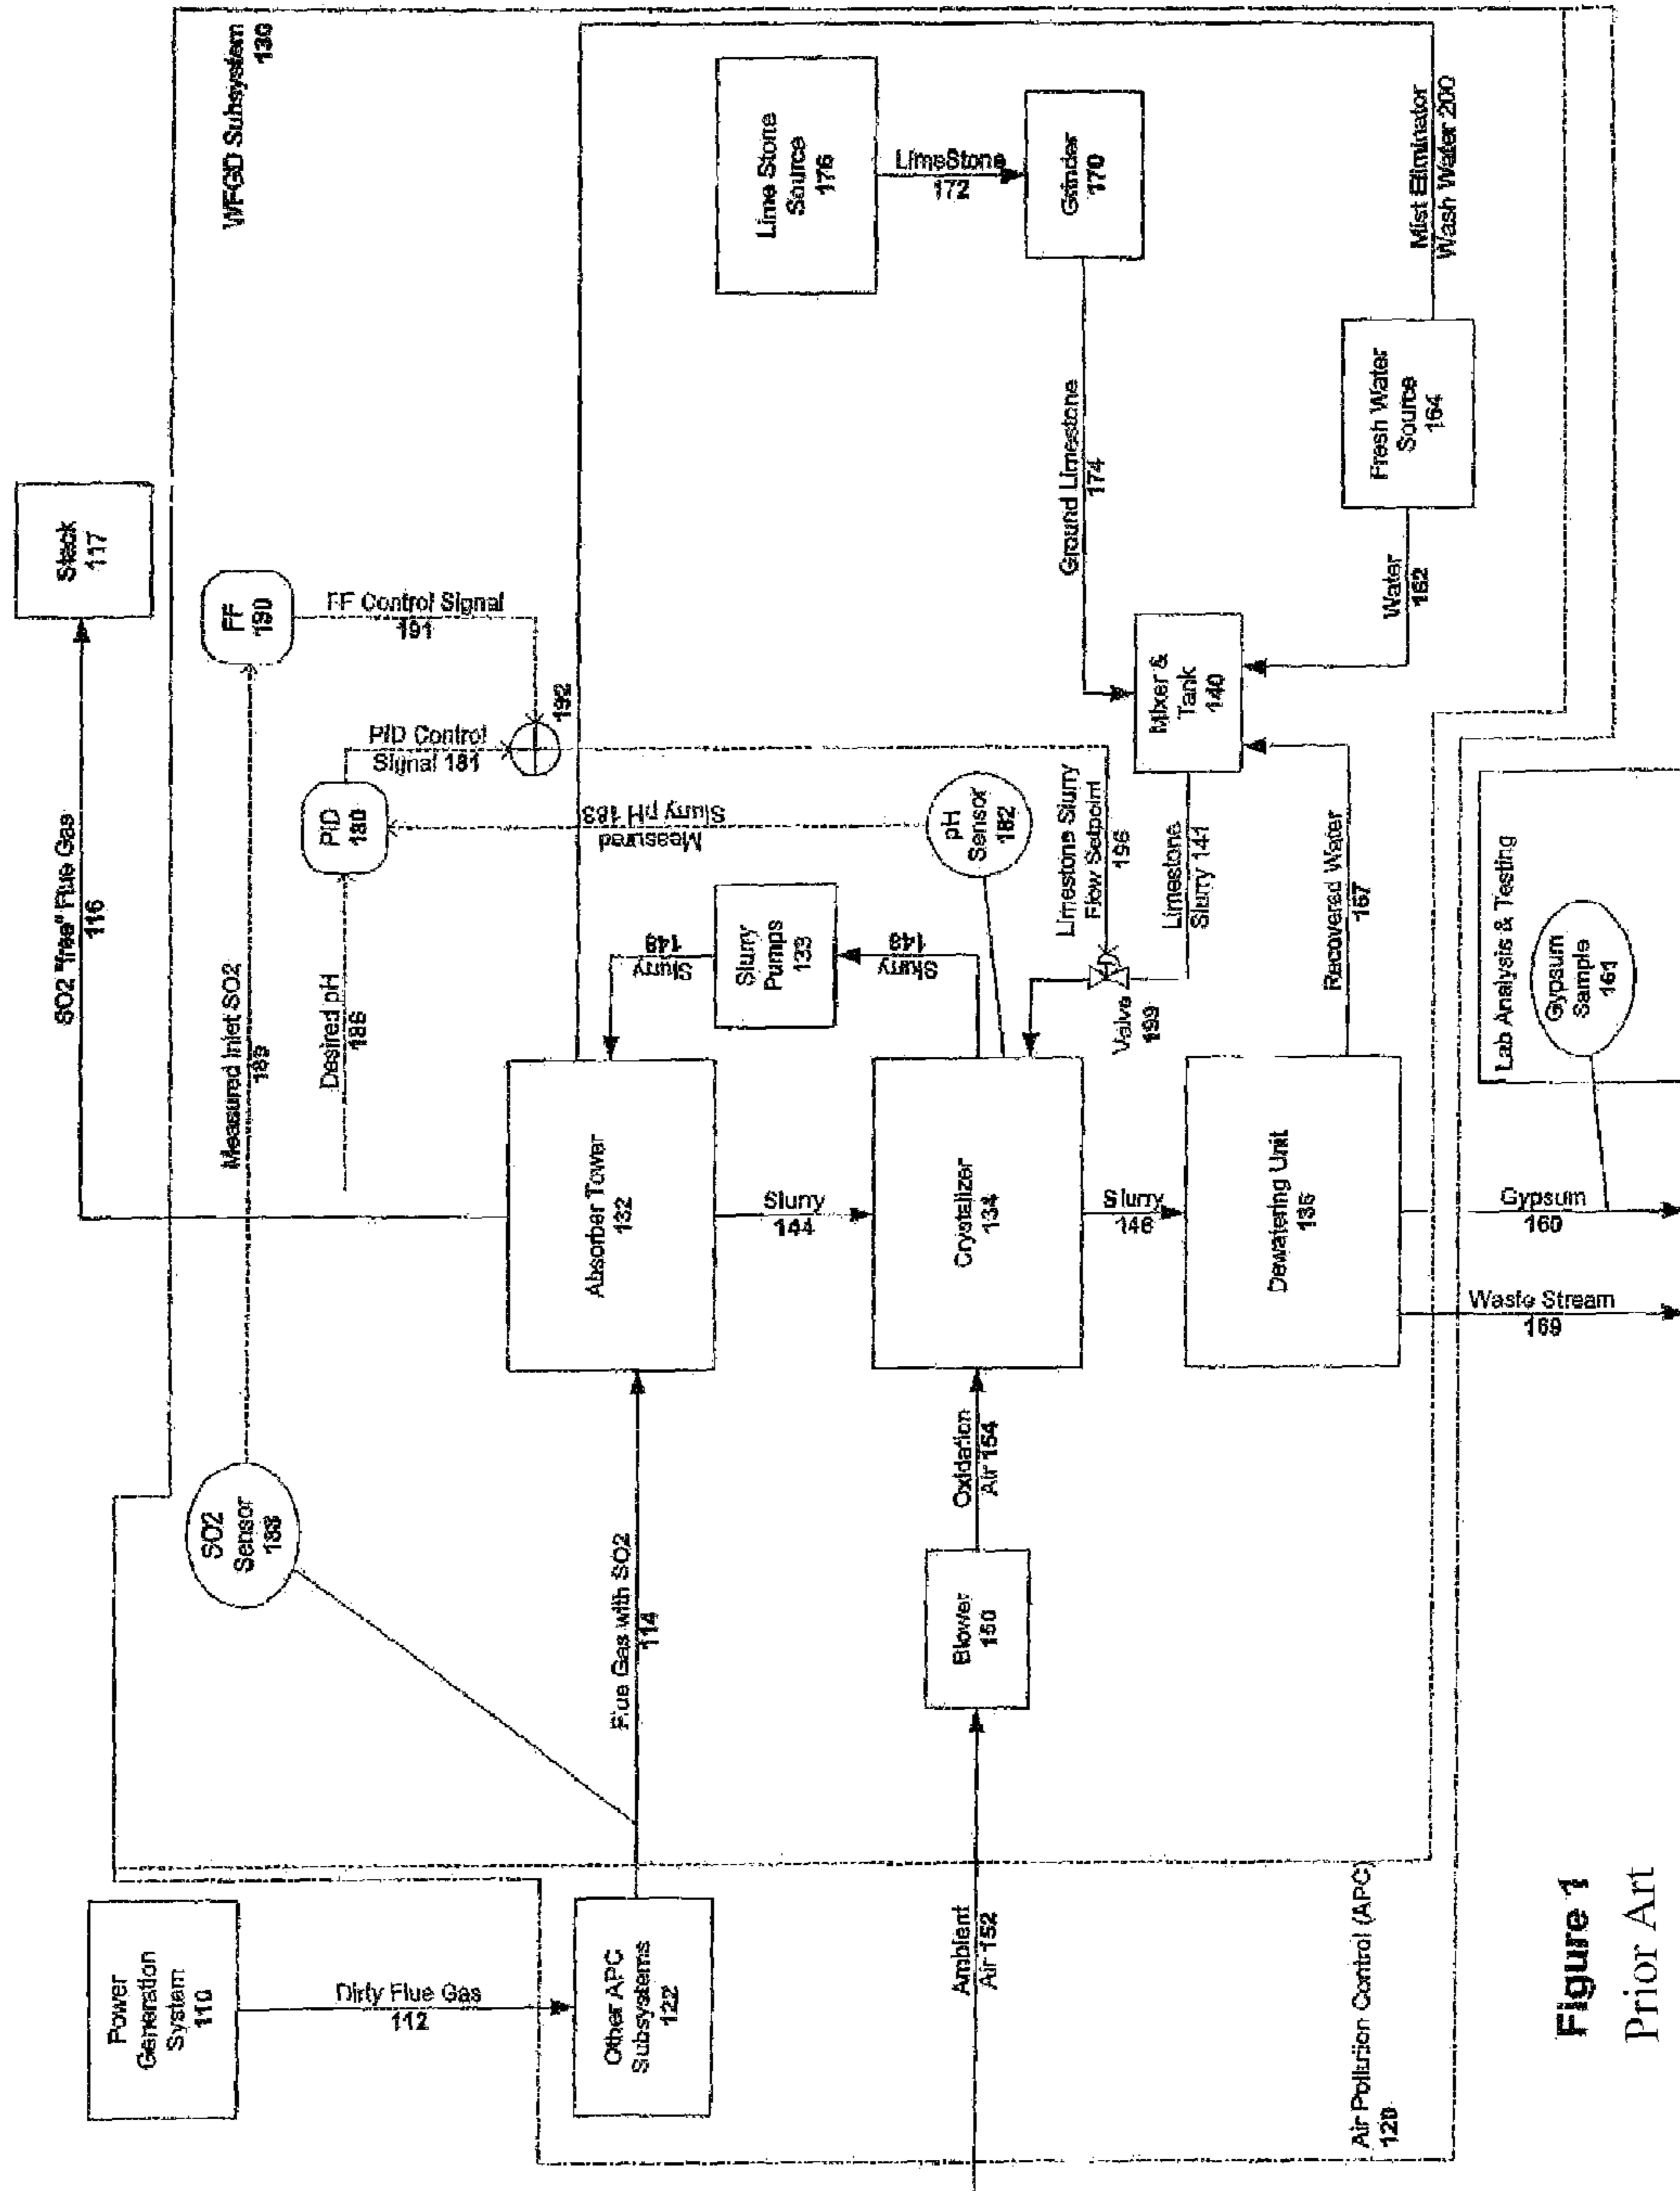 Power
Generation
System
110
Dirty Flue Gas
112
Other APC
Subsystems
122
Air Pollution Control (APC)
120
Ambient
Air 152
Blower
150
Oxidation
Air 154
SO2
Sensor
188
Flue Gas with SO2
114
Measured Inlet SO2
189
Desired pH
186
SO2 "free" Flue Gas
116
Stack
117
WFGD Subsystem
130
FF
190
FF Control Signal
191
PID
180
PID Control
Signal 181
192
Measured
Slurry pH 183
Absorber Tower
132
Slurry
144
Slurry
148
Slurry
Pumps
133
Slurry
148
Crystalizer
134
pH
Sensor
182
Limestone Slurry
Flow Setpoint
196
Valve
199
Limestone
Slurry 141
Slurry
146
Dewatering Unit
136
Recovered Water
167
Mixer &
Tank
140
Ground Limestone
174
Lime Stone
Source
176
LimeStone
172
Grinder
170
Water
162
Fresh Water
Source
164
Mist Eliminator
Wash Water 200
Gypsum
160
Waste Stream
169
Lab Analysis & Testing
Gypsum
Sample
161
Figure 1
Prior Art